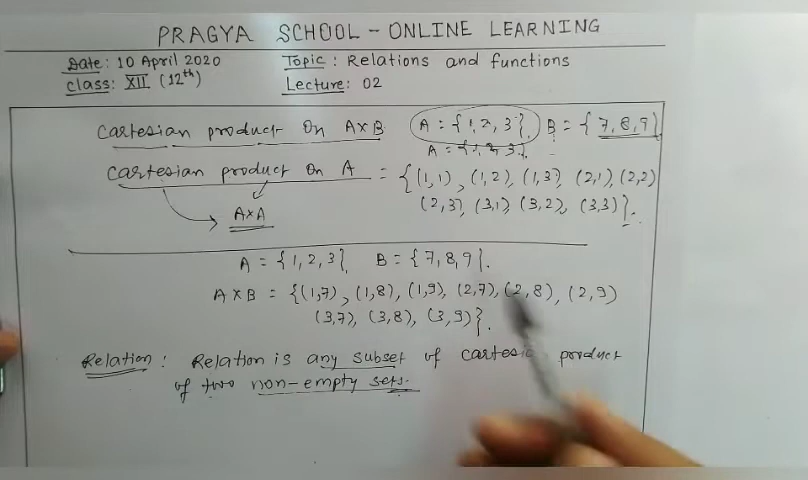 PRAGYA SCHOOL - ONLINE LEARNING
Date: 10 April 2020 Topic: Relations and functions
Class: XII (12th) Lecture: 02
Cartesian product On A×B A = {1,2,3}, B = {7,8,9}
A = {1,2,3}.
Cartesian product On A = {(1,1), (1,2), (1,3), (2,1), (2,2)
(2,3), (3,1), (3,2), (3,3)}.
A×A
A = {1,2,3}, B = {7,8,9}.
A×B = {(1,7), (1,8), (1,9), (2,7), (2,8), (2,9)
(3,7), (3,8), (3,9)}.
Relation: Relation is any subset of product
of two non-empty sets.